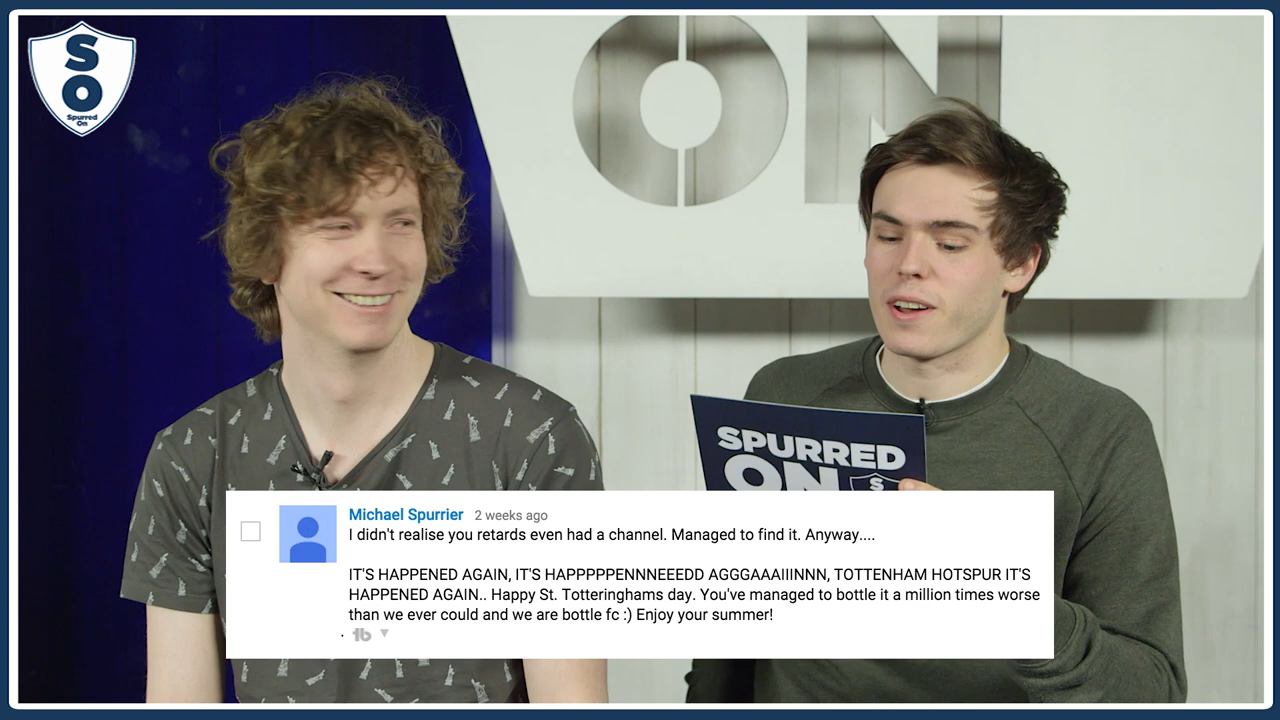 S
O
Spurred
On
ON
SPURRED
ON
S
Michael Spurrier 2 weeks ago
I didn't realise you retards even had a channel. Managed to find it. Anyway....
IT'S HAPPENED AGAIN, IT'S HAPPPPPENNNEEEDD AGGGAAAIIINNN, TOTTENHAM HOTSPUR IT'S
HAPPENED AGAIN.. Happy St. Totteringhams day. You've managed to bottle it a million times worse
than we ever could and we are bottle fc :) Enjoy your summer!